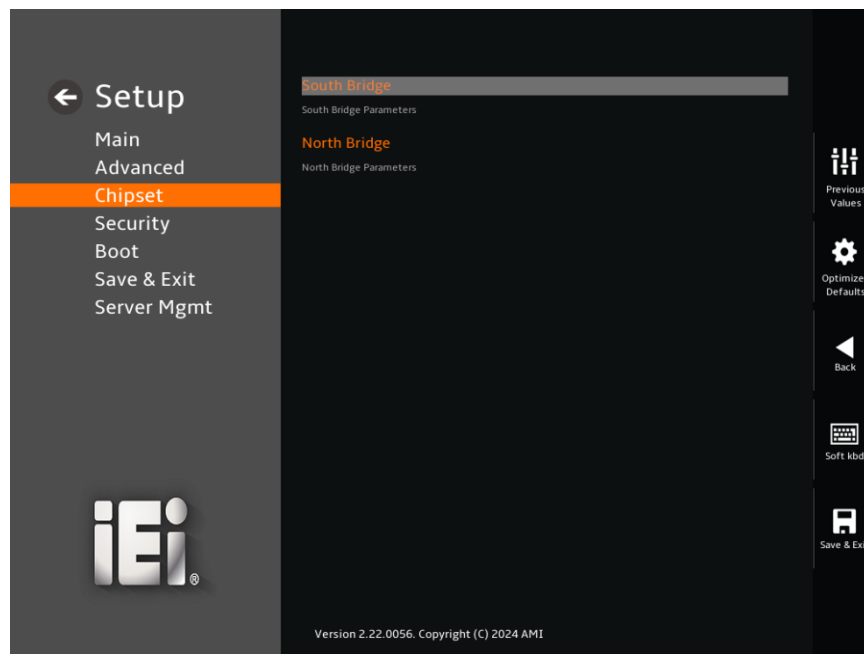 Setup
Main
Advanced
Chipset
Security
Boot
Save & Exit
Server Mgmt
iEi®
South Bridge
South Bridge Parameters
North Bridge
North Bridge Parameters
Previous
Values
Optimize
Defaults
Back
Soft kbd
Save & Exi
Version 2.22.0056. Copyright (C) 2024 AMI